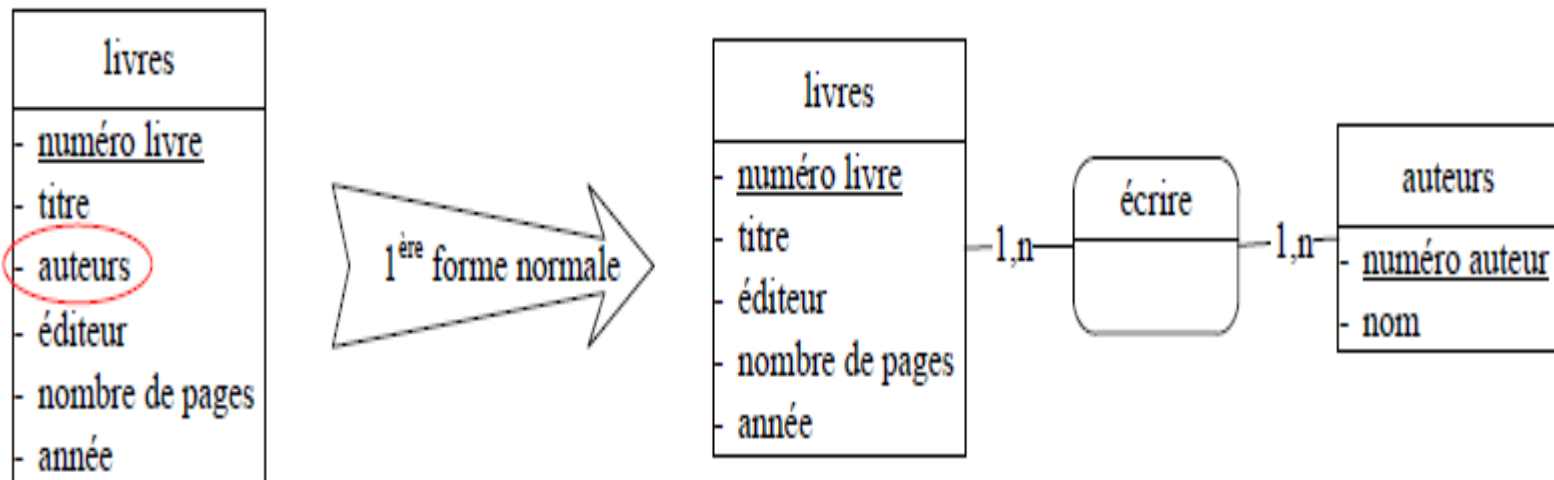 livres
- numéro livre
- titre
- auteurs
- éditeur
- nombre de pages
- année
1ère forme normale
livres
- numéro livre
- titre
- éditeur
- nombre de pages
- année
1,n
écrire
1,n
auteurs
- numéro auteur
- nom